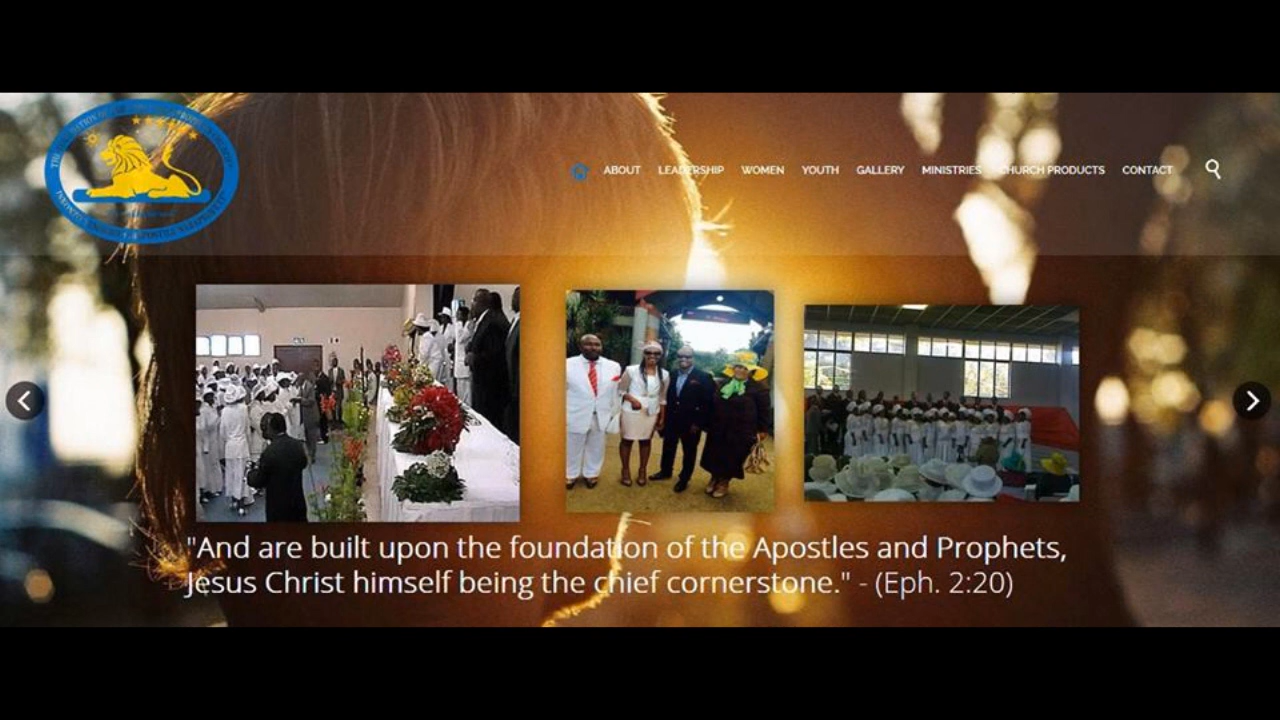 ABOUT LEADERSHIP WOMEN YOUTH GALLERY MINISTRIES CHURCH PRODUCTS CONTACT
"And are built upon the foundation of the Apostles and Prophets,
Jesus Christ himself being the chief cornerstone." - (Eph. 2:20)